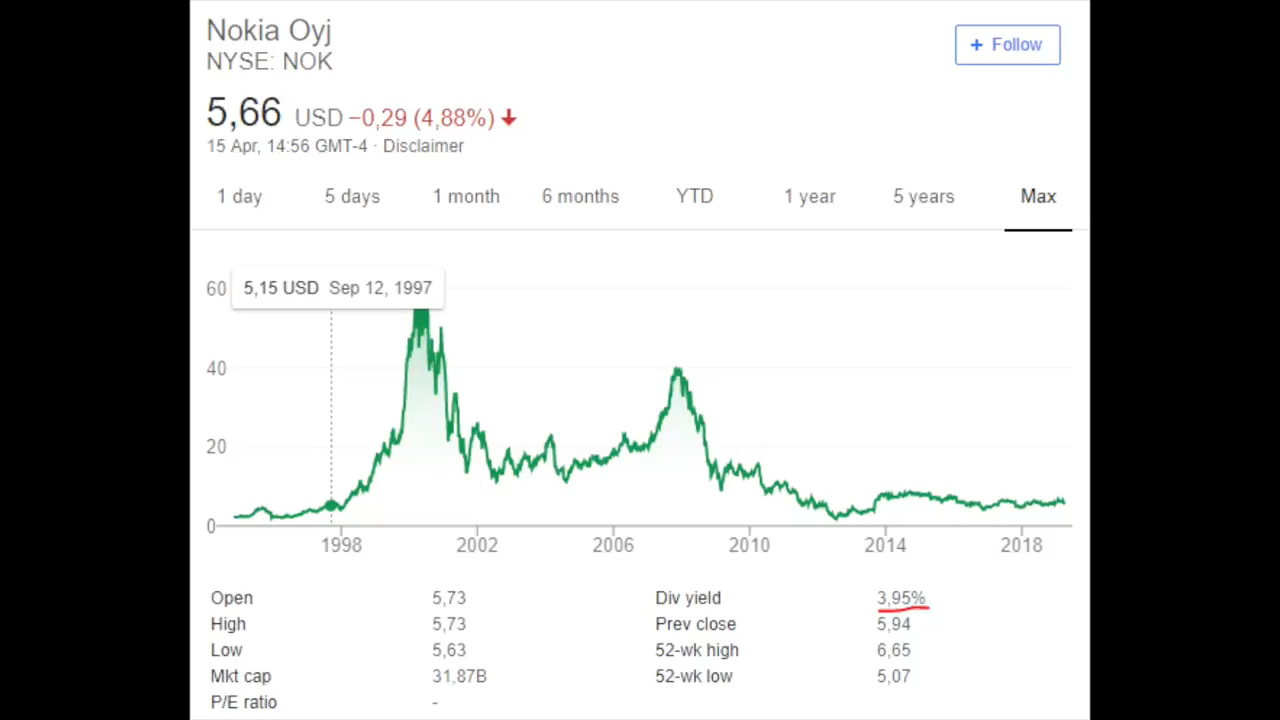 Nokia Oyj
NYSE: NOK
+ Follow
5,66 USD −0,29 (4,88%) ↓
15 Apr, 14:56 GMT-4 · Disclaimer
1 day 5 days 1 month 6 months YTD 1 year 5 years Max
60
5,15 USD Sep 12, 1997
40
20
0
1998 2002 2006 2010 2014 2018
Open 5,73 Div yield 3,95%
High 5,73 Prev close 5,94
Low 5,63 52-wk high 6,65
Mkt cap 31,87B 52-wk low 5,07
P/E ratio -